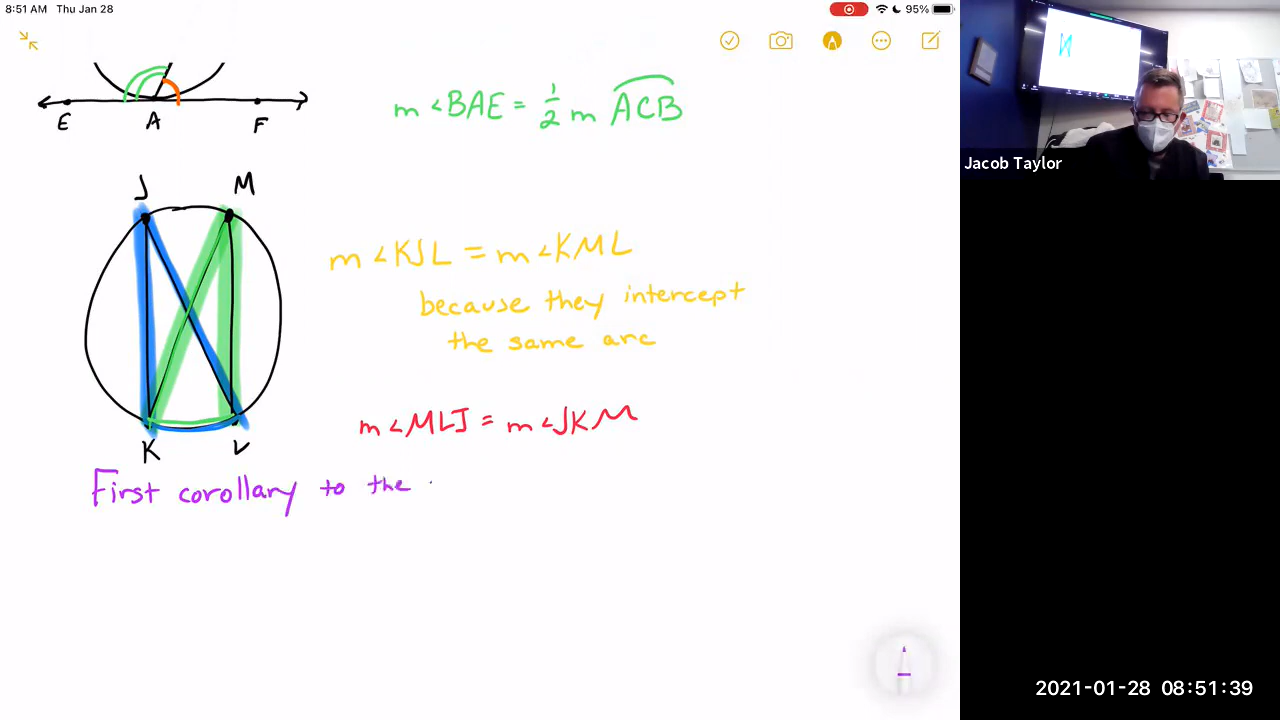 8:51 AM Thu Jan 28
95%
E A F
m∠BAE = 1/2 m ACB
J M
m∠KJL = m∠KML
because they intercept
the same arc
m∠MLJ = m∠JKM
K L
First corollary to the
Jacob Taylor
2021-01-28 08:51:39